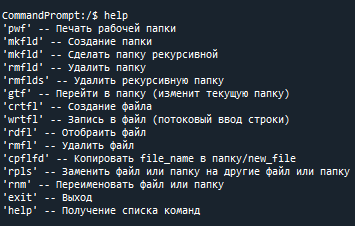 CommandPrompt:/$ help
'pwf' -- Печать рабочей папки
'mkfld' -- Создание папки
'mkfld' -- Сделать папку рекурсивной
'rmfld' -- Удалить папку
'rmflds' -- Удалить рекурсивную папку
'gtf' -- Перейти в папку (изменит текущую папку)
'crtfl' -- Создание файла
'wrtfl' -- Запись в файл (потоковый ввод строки)
'rdfl' -- Отобраить файл
'rmfl' -- Удалить файл
'cpflfd' -- Копировать file_name в папку/new_file
'rpls' -- Заменить файл или папку на другие файл или папку
'rnm' -- Переименовать файл или папку
'exit' -- Выход
'help' -- Получение списка команд